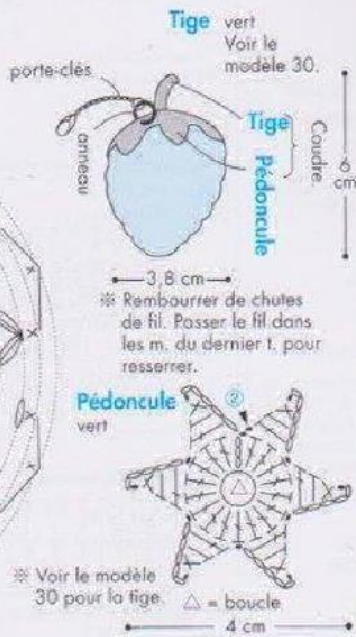 Tige vert
Voir le
modèle 30.
porte-clés
anneau
Tige
Pédoncule
Coudre
6
cm
3,8 cm
※ Rembourrer de chutes
de fil. Passer le fil dans
les m. du dernier t. pour
resserrer.
Pédoncule
vert
②
※ Voir le modèle
30 pour la tige.
△ = boucle
4 cm